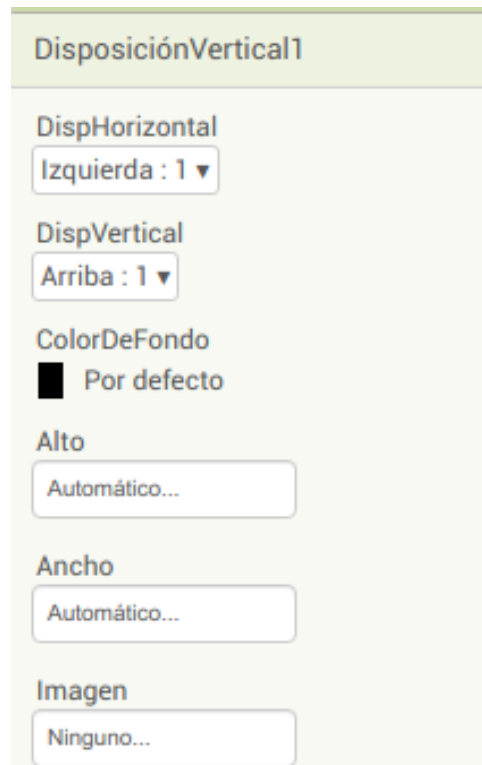 DisposiciónVertical1
DispHorizontal
Izquierda : 1 ▾
DispVertical
Arriba : 1 ▾
ColorDeFondo
Por defecto
Alto
Automático...
Ancho
Automático...
Imagen
Ninguno...